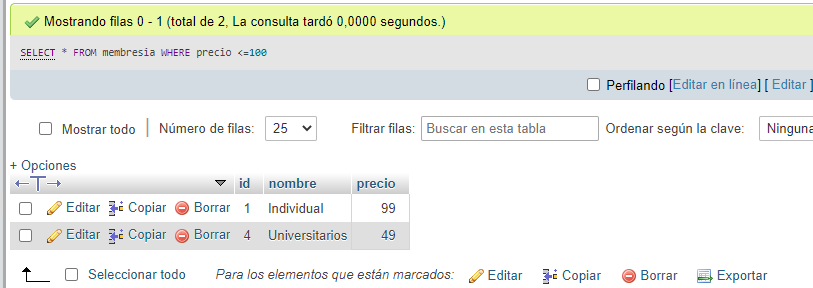 Mostrando filas 0 - 1 (total de 2, La consulta tardó 0,0000 segundos.)
SELECT * FROM membresia WHERE precio <=100
Perfilando [Editar en línea] [ Editar ]
Mostrar todo | Número de filas: 25 Filtrar filas: Buscar en esta tabla Ordenar según la clave: Ninguna
+ Opciones
←T→ id nombre precio
Editar Copiar Borrar 1 Individual 99
Editar Copiar Borrar 4 Universitarios 49
Seleccionar todo Para los elementos que están marcados: Editar Copiar Borrar Exportar